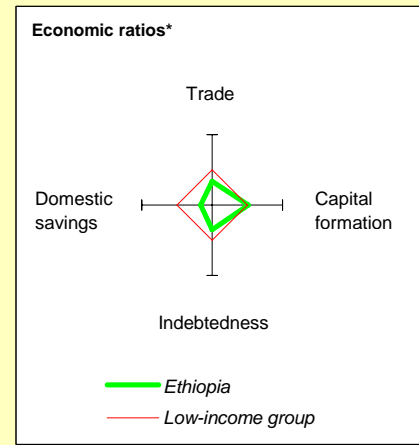 Economic ratios*
Trade
Domestic
savings
Capital
formation
Indebtedness
Ethiopia
Low-income group